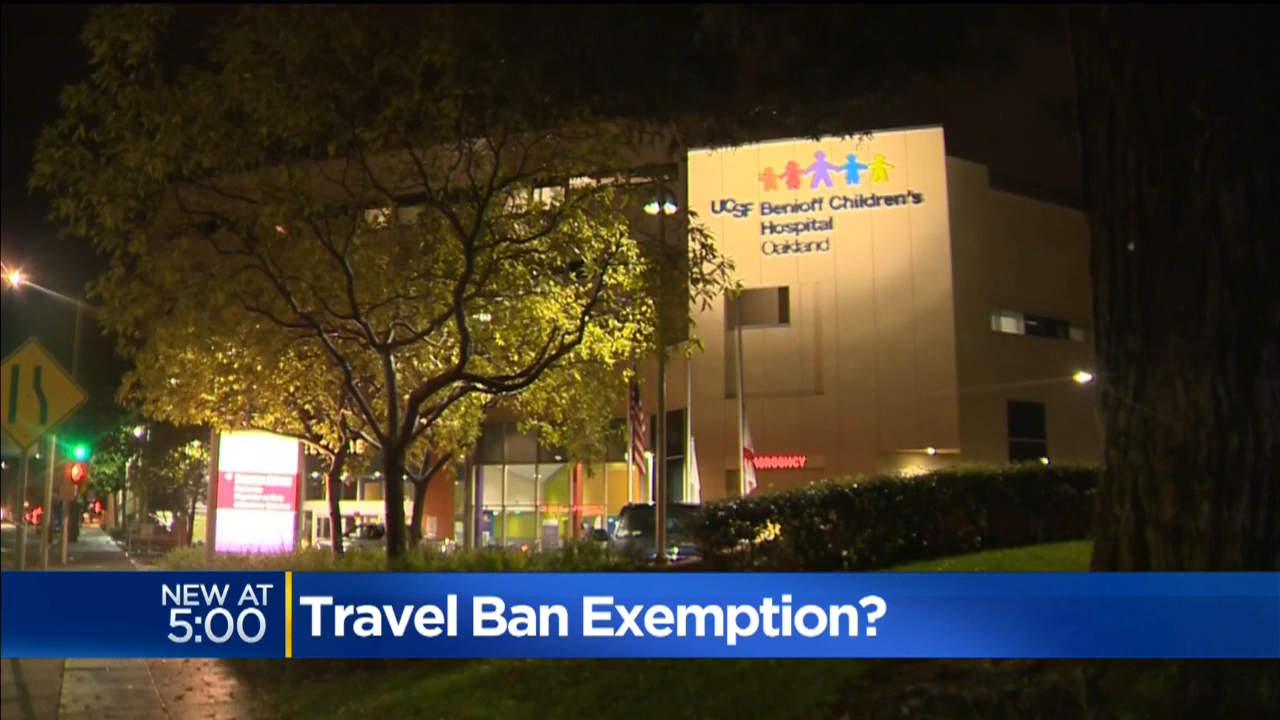 UCSF Benioff Children's
Hospital
Oakland
EMERGENCY
NEW AT
5:00
Travel Ban Exemption?